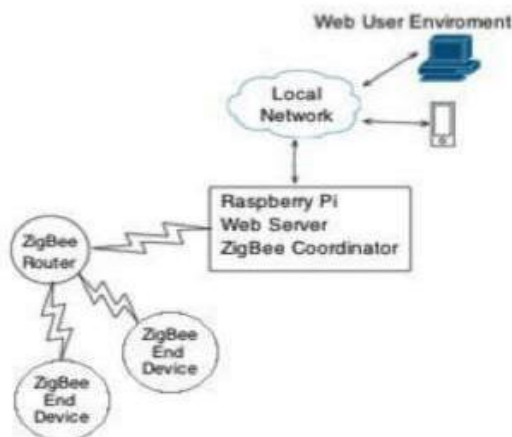 Web User Enviroment
Local
Network
Raspberry Pi
Web Server
ZigBee Coordinator
ZigBee
Router
ZigBee
End
Device
ZigBee
End
Device